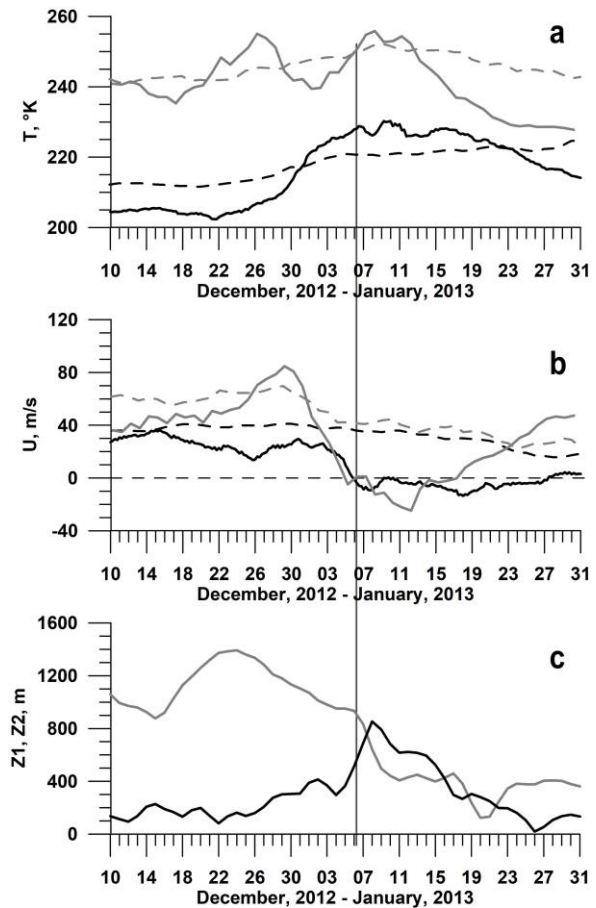 260
a
240
T, °K
220
200
10 14 18 22 26 30 03 07 11 15 19 23 27 31
December, 2012 - January, 2013
120
b
80
U, m/s
40
0
-40
10 14 18 22 26 30 03 07 11 15 19 23 27 31
December, 2012 - January, 2013
1600
c
1200
Z1, Z2, m
800
400
0
10 14 18 22 26 30 03 07 11 15 19 23 27 31
December, 2012 - January, 2013